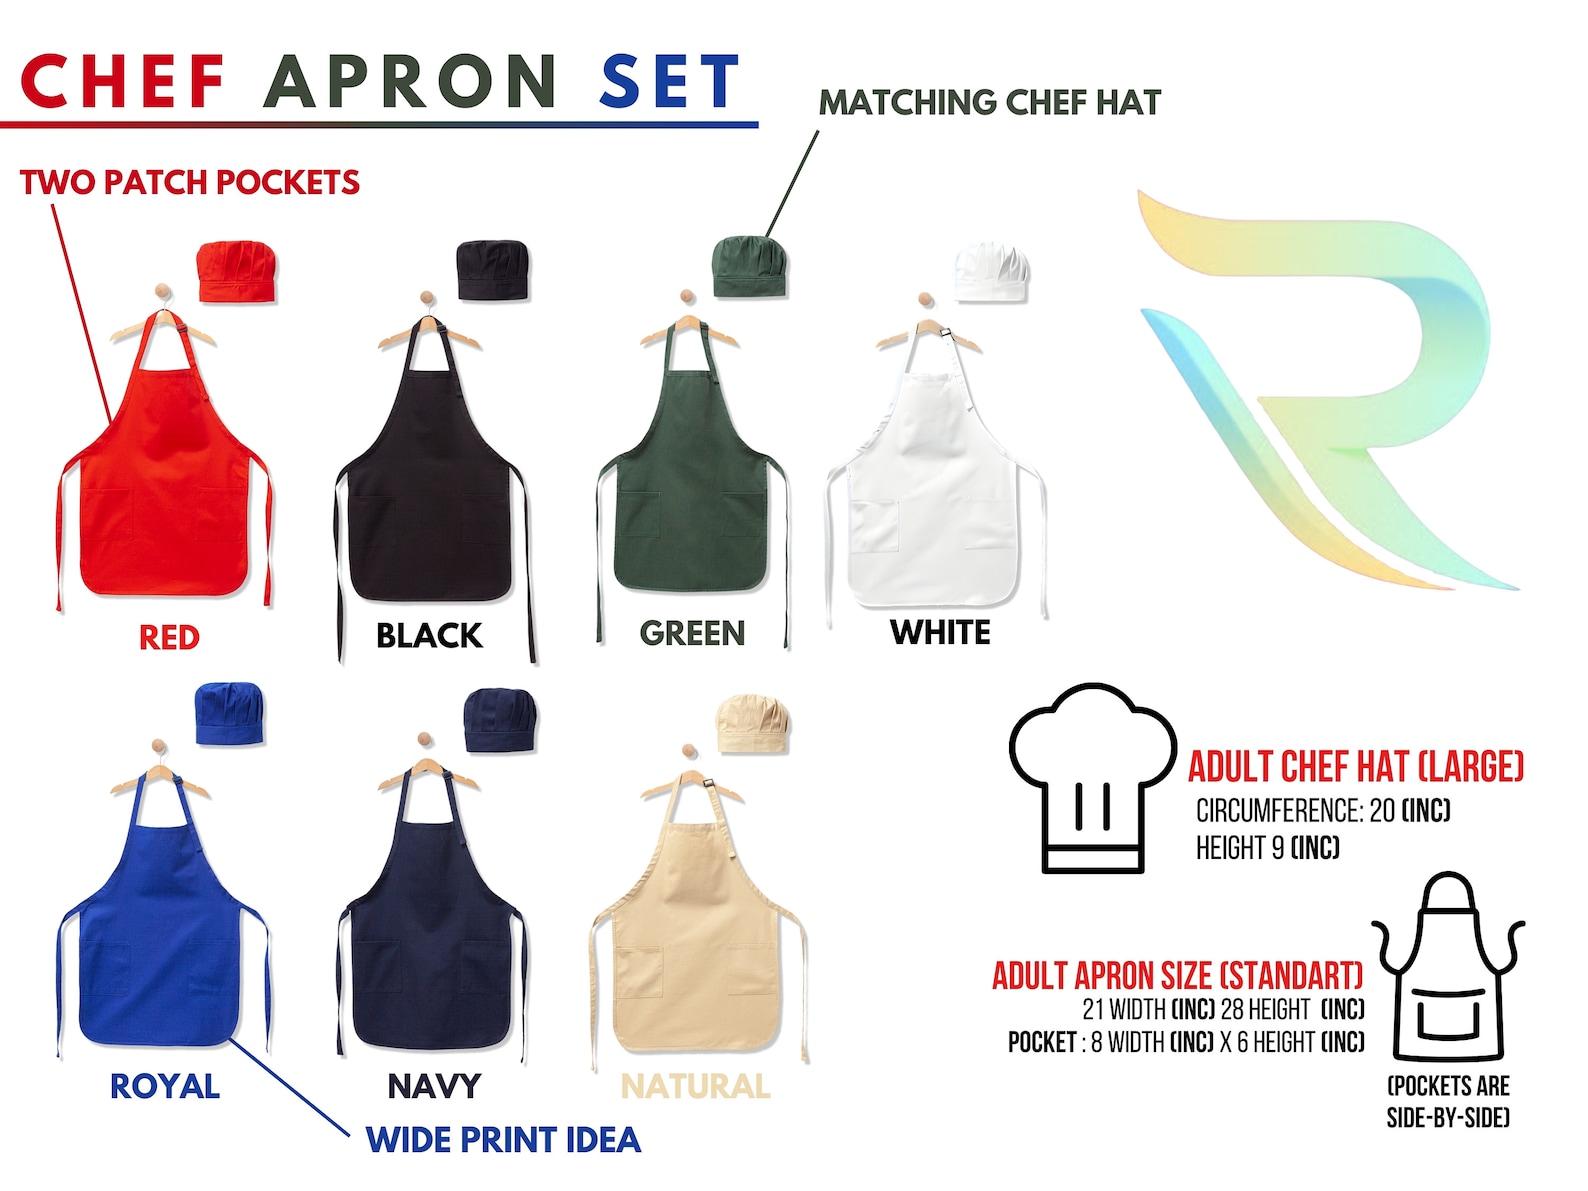 CHEF APRON SET
MATCHING CHEF HAT
TWO PATCH POCKETS
RED
BLACK
GREEN
WHITE
ROYAL
NAVY
NATURAL
WIDE PRINT IDEA
ADULT CHEF HAT (LARGE)
CIRCUMFERENCE: 20 (INC)
HEIGHT 9 (INC)
ADULT APRON SIZE (STANDART)
21 WIDTH (INC) 28 HEIGHT (INC)
POCKET : 8 WIDTH (INC) X 6 HEIGHT (INC)
(POCKETS ARE
SIDE-BY-SIDE)
R